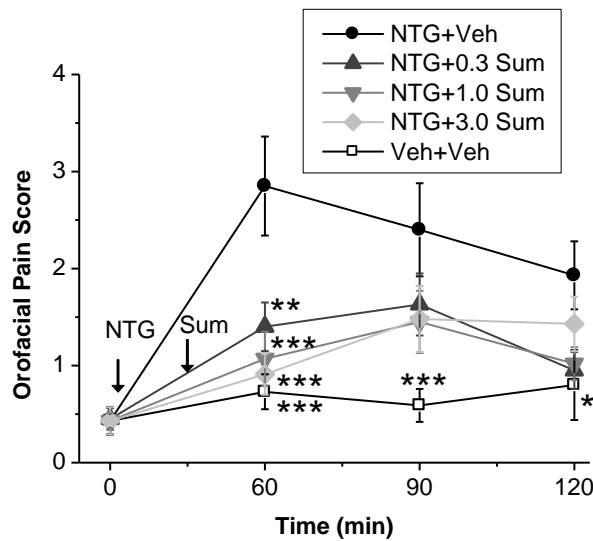 NTG+Veh
NTG+0.3 Sum
NTG+1.0 Sum
NTG+3.0 Sum
Veh+Veh
4
3
2
1
0
Orofacial Pain Score
NTG
Sum
**
***
***
***
***
*
0
60
90
120
Time (min)